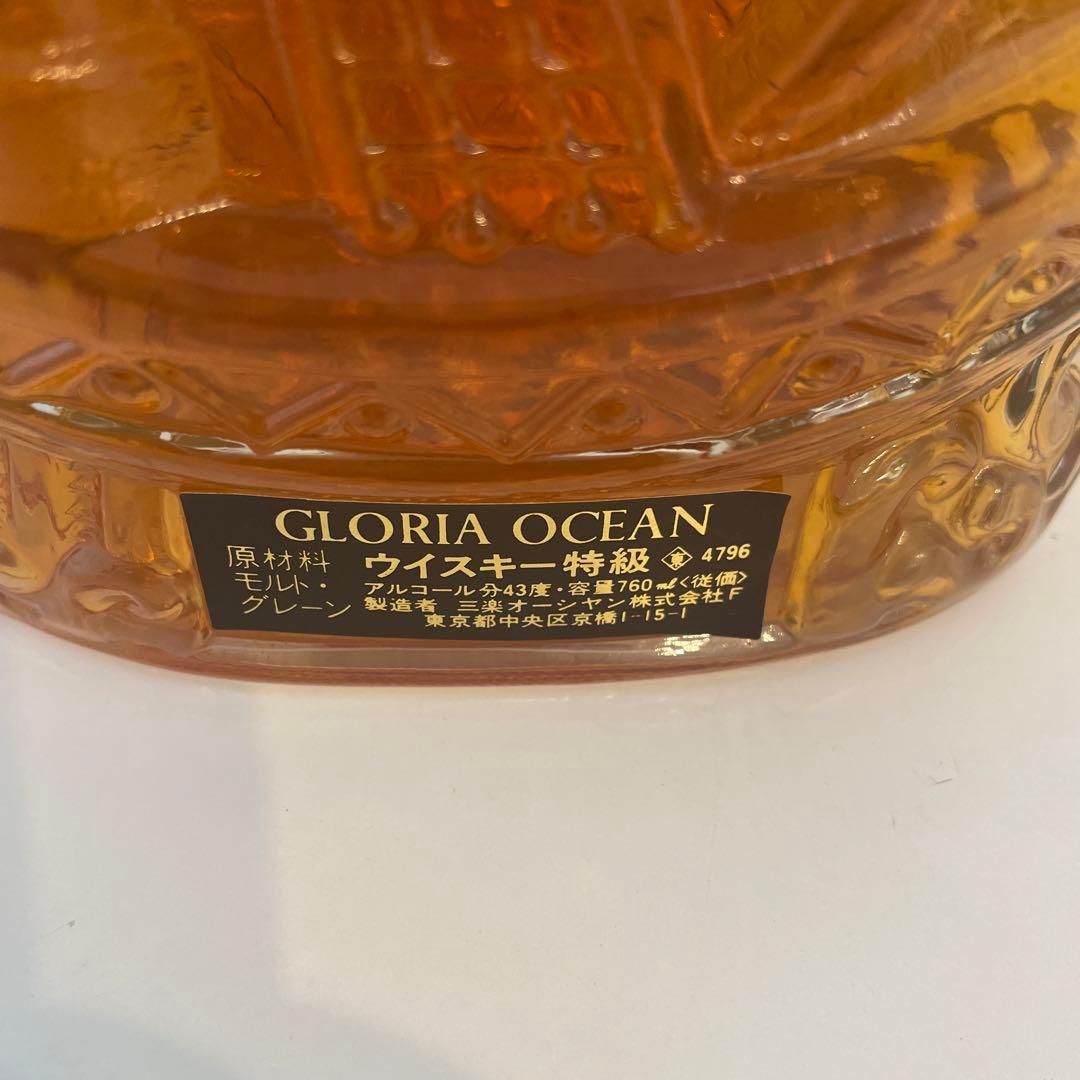 GLORIA OCEAN
原材料
モルト・
グレーン
ウイスキー特級 東 4796
アルコール分43度・容量760ml<従価>
製造者 三楽オーシヤン株式会社F
東京都中央区京橋1-15-1